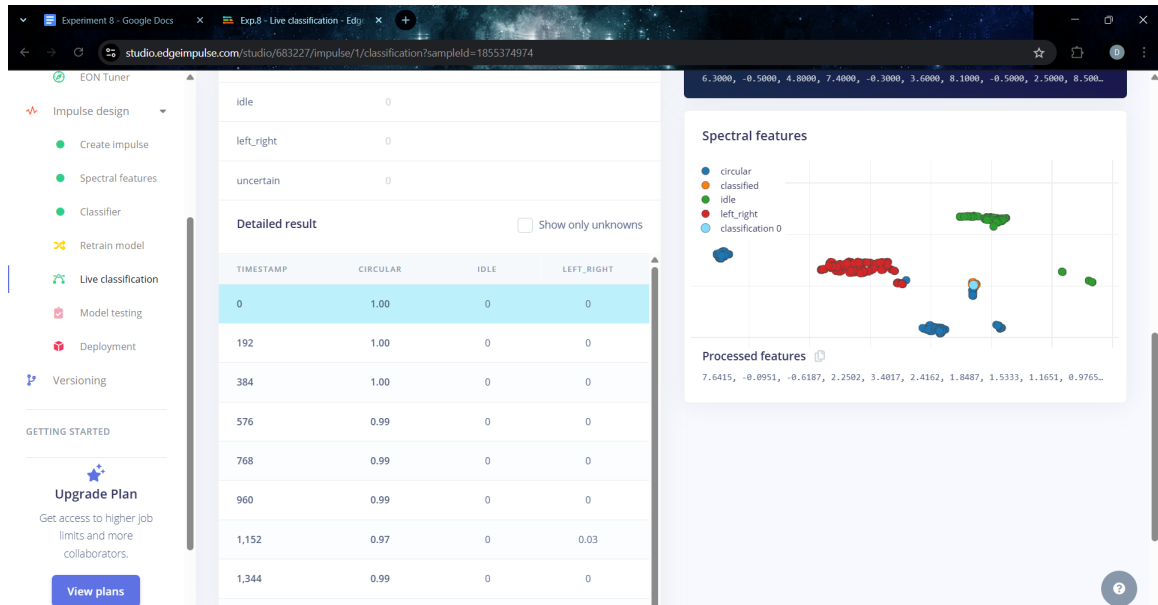 Experiment 8 - Google Docs
Exp.8 - Live classification - Edge
studio.edgeimpulse.com/studio/683227/impulse/1/classification?sampleId=1855374974
D
EON Tuner
Impulse design
Create impulse
Spectral features
Classifier
Retrain model
Live classification
Model testing
Deployment
Versioning
GETTING STARTED
Upgrade Plan
Get access to higher job
limits and more
collaborators.
View plans
idle 0
left_right 0
uncertain 0
Detailed result Show only unknowns
TIMESTAMP CIRCULAR IDLE LEFT_RIGHT
0 1.00 0 0
192 1.00 0 0
384 1.00 0 0
576 0.99 0 0
768 0.99 0 0
960 0.99 0 0
1,152 0.97 0 0.03
1,344 0.99 0 0
6.3000, -0.5000, 4.8000, 7.4000, -0.3000, 3.6000, 8.1000, -0.5000, 2.5000, 8.500…
Spectral features
circular
classified
idle
left_right
classification 0
Processed features
7.6415, -0.0951, -0.6187, 2.2502, 3.4017, 2.4162, 1.8487, 1.5333, 1.1651, 0.9765…
?